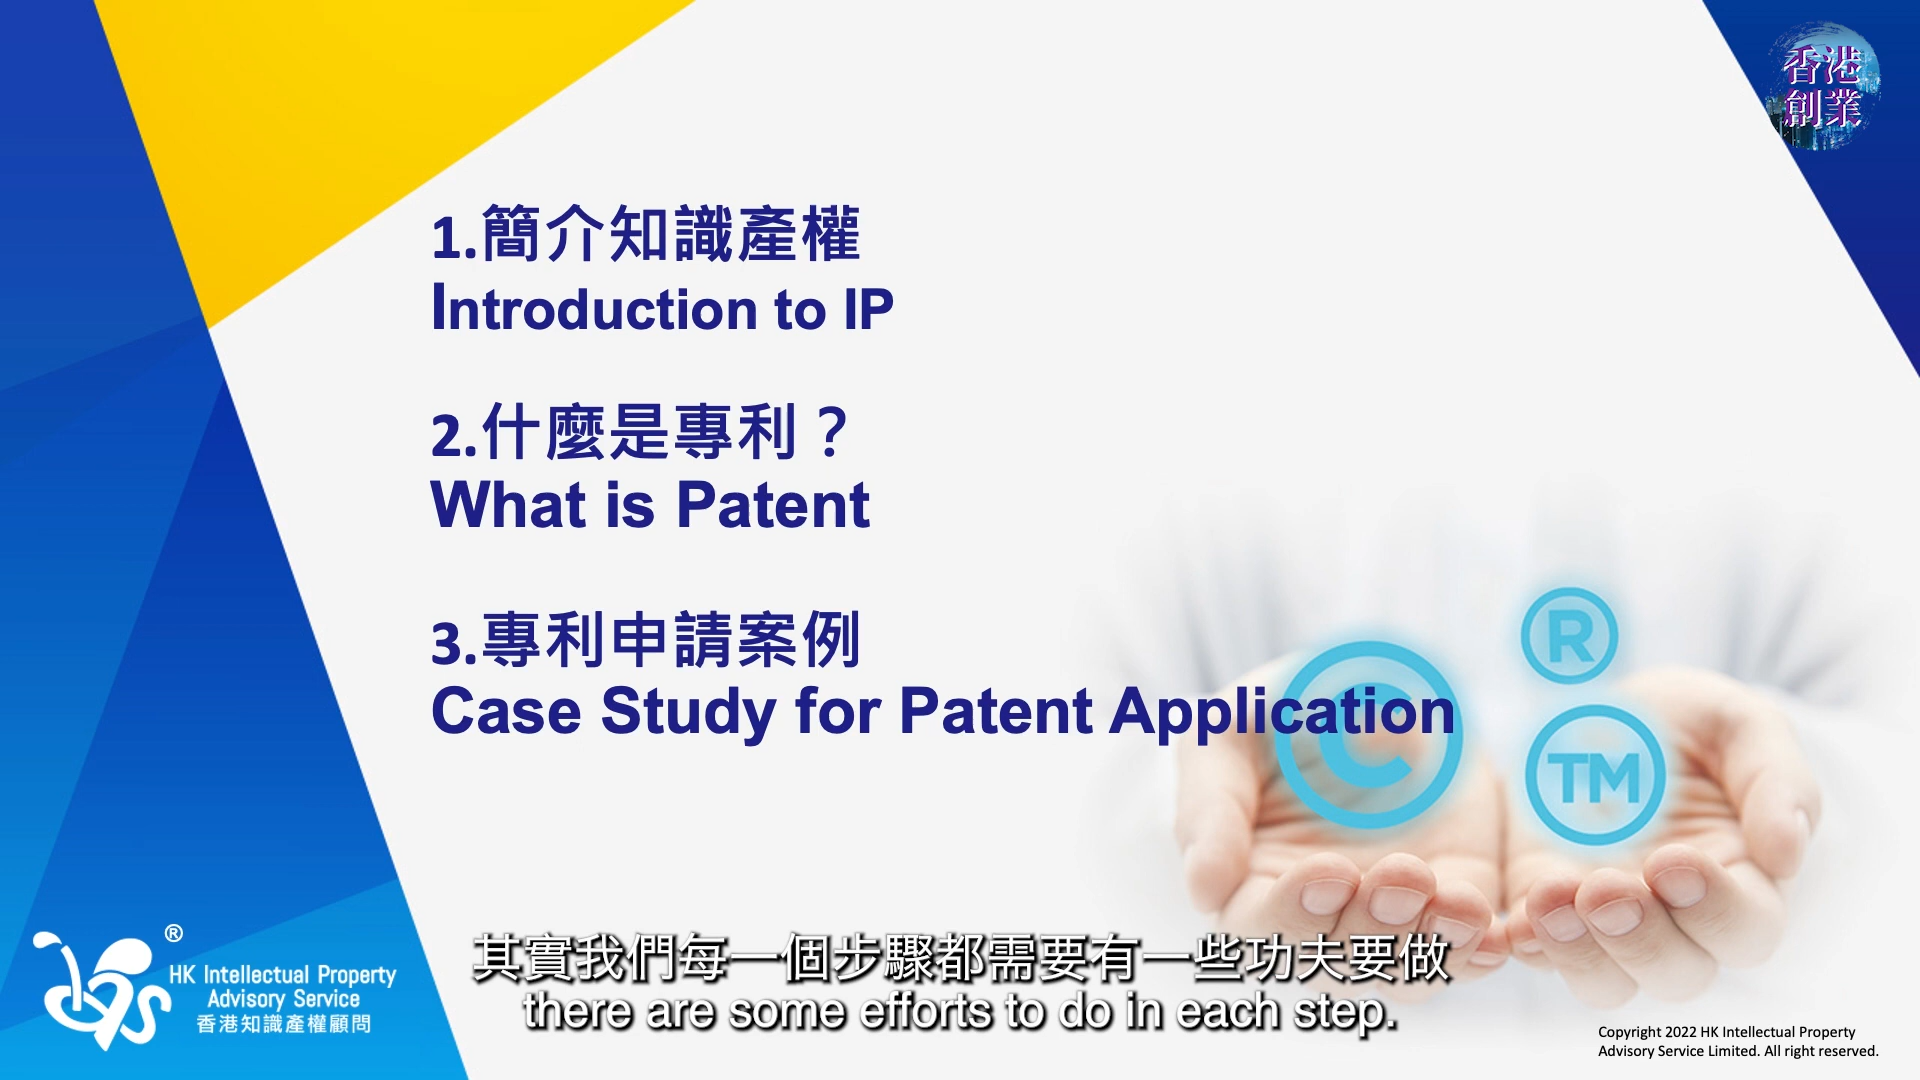 香港
創業
1.簡介知識產權
Introduction to IP
2.什麼是專利？
What is Patent
3.專利申請案例
Case Study for Patent Application
C
R
TM
其實我們每一個步驟都需要有一些功夫要做
there are some efforts to do in each step.
®
HK Intellectual Property
Advisory Service
香港知識產權顧問
Copyright 2022 HK Intellectual Property
Advisory Service Limited. All right reserved.